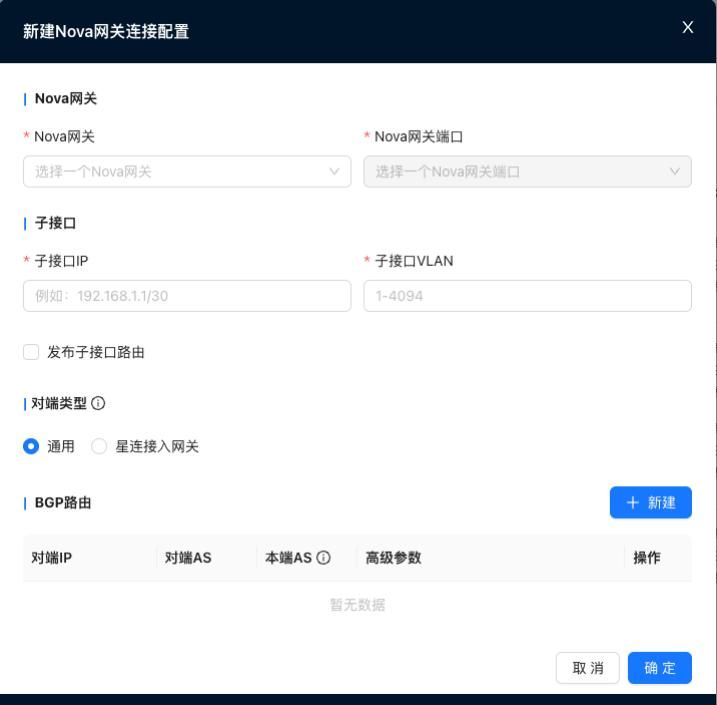 新建Nova网关连接配置 X
Nova网关
* Nova网关 * Nova网关端口
选择一个Nova网关 选择一个Nova网关端口
子接口
* 子接口IP * 子接口VLAN
例如：192.168.1.1/30 1-4094
发布子接口路由
对端类型
通用 星连接入网关
BGP路由 + 新建
对端IP 对端AS 本端AS 高级参数 操作
暂无数据
取消 确定